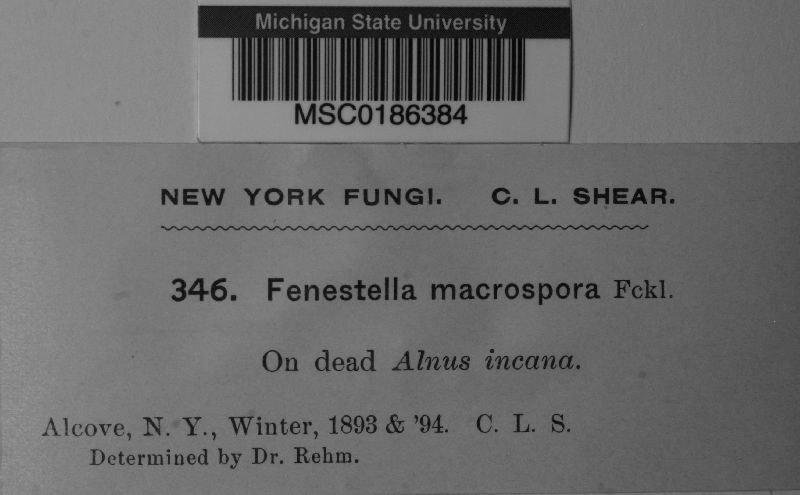 Michigan State University
MSC0186384
NEW YORK FUNGI. C. L. SHEAR.
346. Fenestella macrospora Fckl.
On dead Alnus incana.
Alcove, N. Y., Winter, 1893 & '94. C. L. S.
Determined by Dr. Rehm.